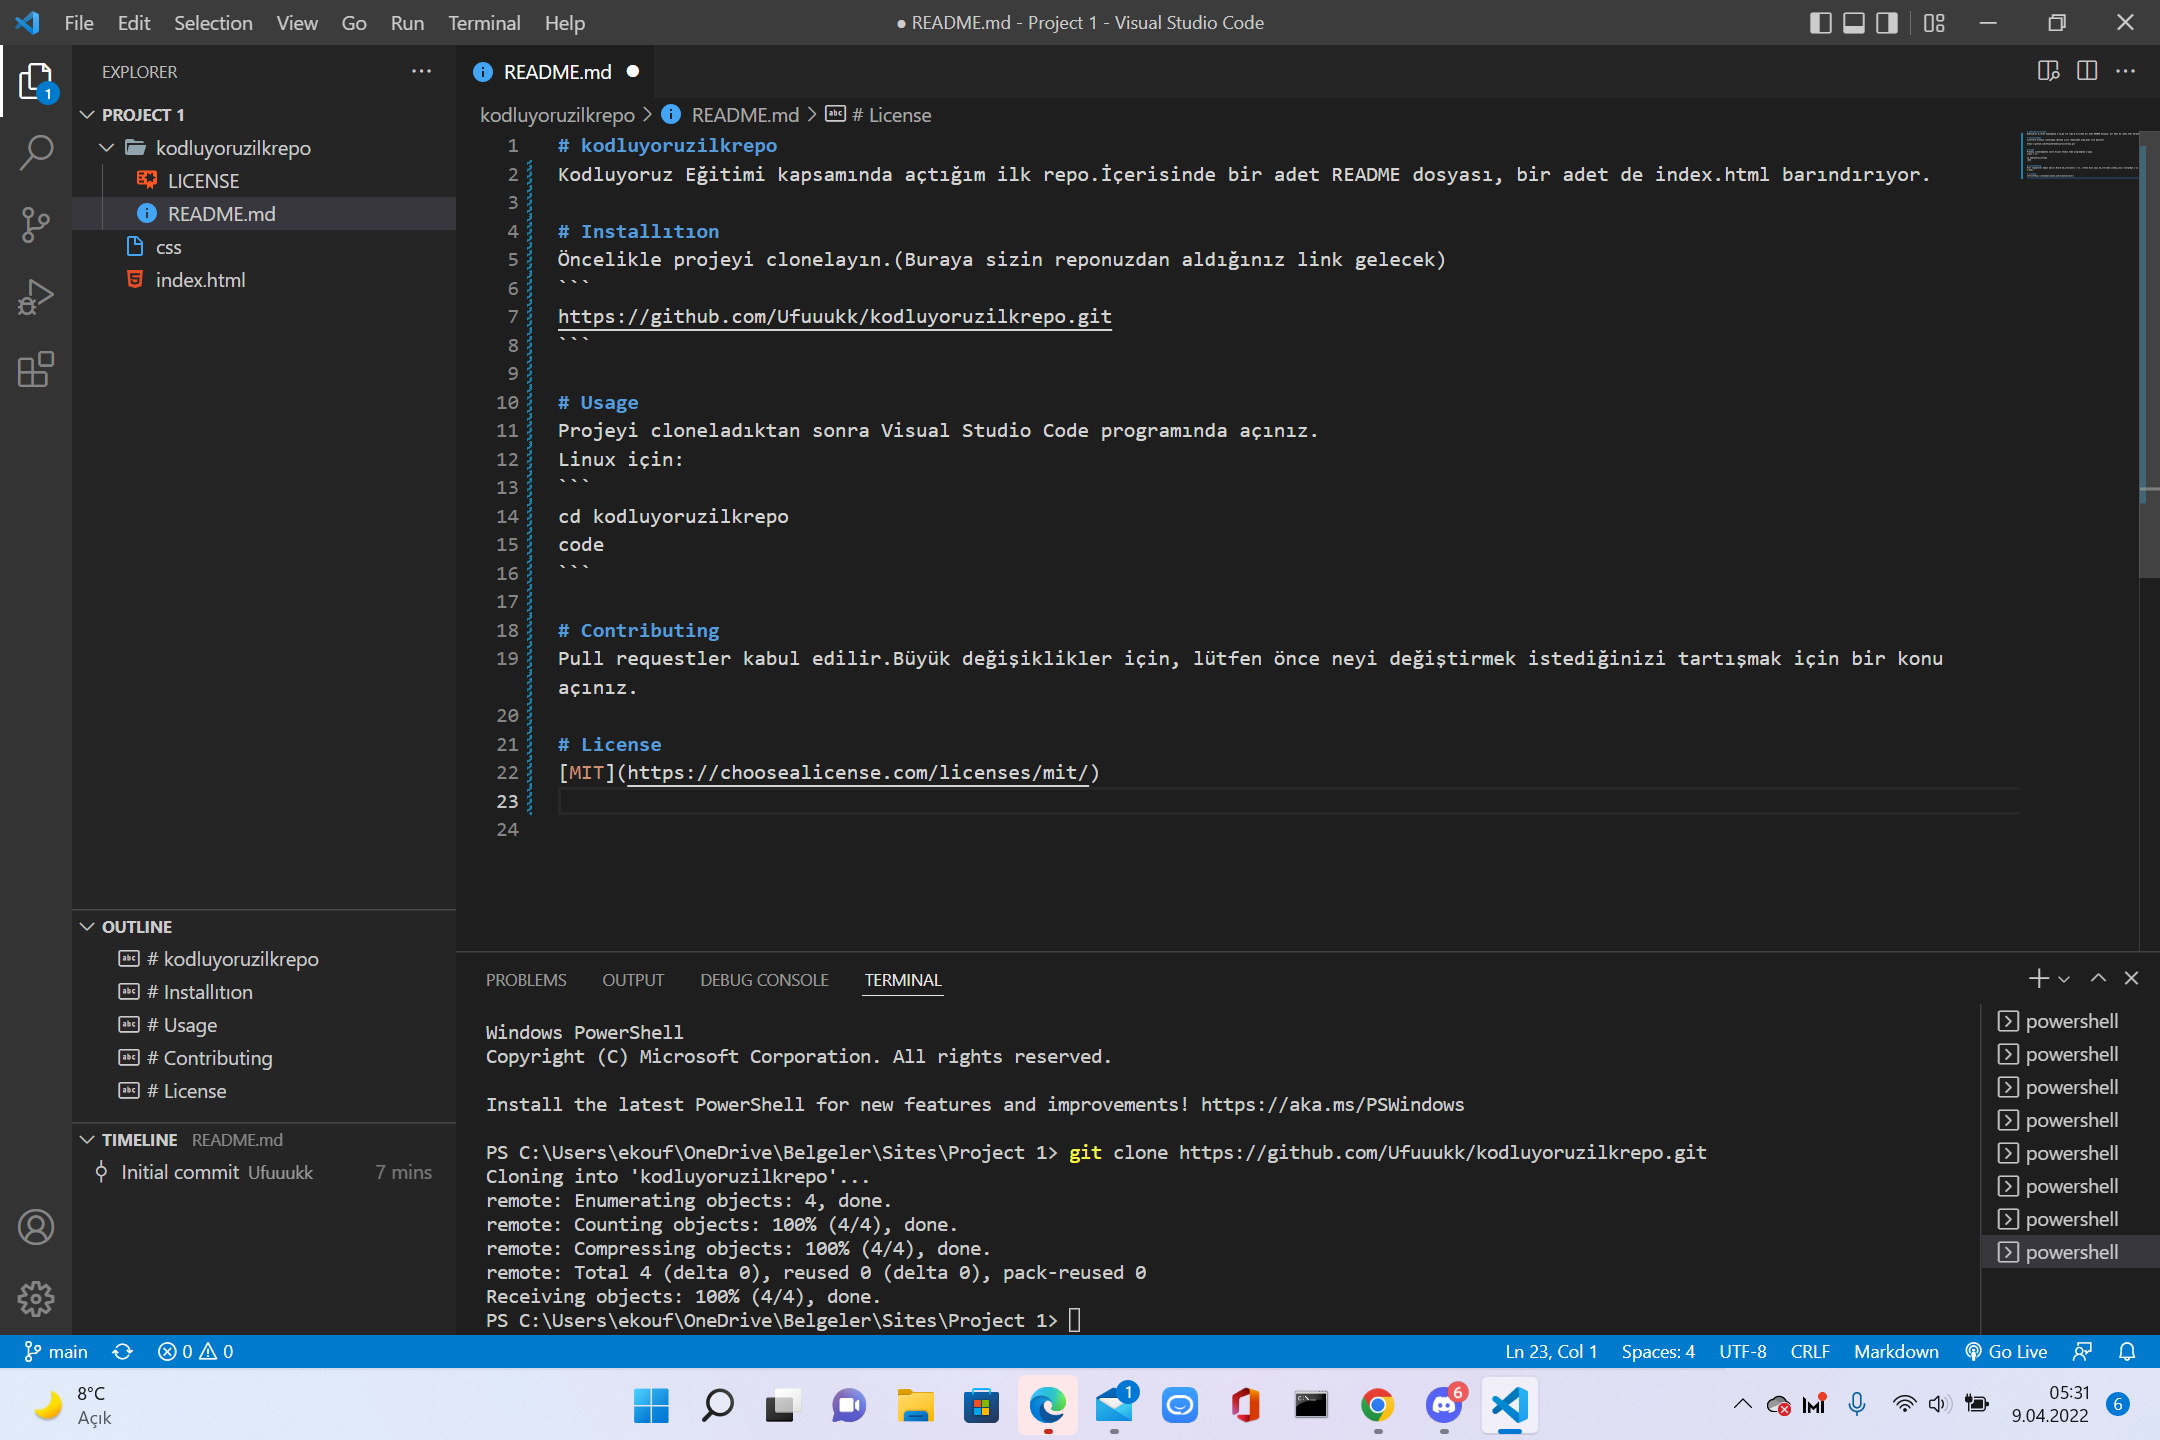 File Edit Selection View Go Run Terminal Help
● README.md - Project 1 - Visual Studio Code
EXPLORER
1
PROJECT 1
kodluyoruzilkrepo
LICENSE
README.md
css
index.html
OUTLINE
# kodluyoruzilkrepo
# Installıtıon
# Usage
# Contributing
# License
TIMELINE README.md
Initial commit Ufuuukk 7 mins
README.md ●
kodluyoruzilkrepo > README.md > # License
1 # kodluyoruzilkrepo
2 Kodluyoruz Eğitimi kapsamında açtığım ilk repo.İçerisinde bir adet README dosyası, bir adet de index.html barındırıyor.
3
4 # Installıtıon
5 Öncelikle projeyi clonelayın.(Buraya sizin reponuzdan aldığınız link gelecek)
6 ```
7 https://github.com/Ufuuukk/kodluyoruzilkrepo.git
8 ```
9
10 # Usage
11 Projeyi cloneladıktan sonra Visual Studio Code programında açınız.
12 Linux için:
13 ```
14 cd kodluyoruzilkrepo
15 code
16 ```
17
18 # Contributing
19 Pull requestler kabul edilir.Büyük değişiklikler için, lütfen önce neyi değiştirmek istediğinizi tartışmak için bir konu
açınız.
20
21 # License
22 [MIT](https://choosealicense.com/licenses/mit/)
23
24
PROBLEMS OUTPUT DEBUG CONSOLE TERMINAL
Windows PowerShell
Copyright (C) Microsoft Corporation. All rights reserved.
Install the latest PowerShell for new features and improvements! https://aka.ms/PSWindows
PS C:\Users\ekouf\OneDrive\Belgeler\Sites\Project 1> git clone https://github.com/Ufuuukk/kodluyoruzilkrepo.git
Cloning into 'kodluyoruzilkrepo'...
remote: Enumerating objects: 4, done.
remote: Counting objects: 100% (4/4), done.
remote: Compressing objects: 100% (4/4), done.
remote: Total 4 (delta 0), reused 0 (delta 0), pack-reused 0
Receiving objects: 100% (4/4), done.
PS C:\Users\ekouf\OneDrive\Belgeler\Sites\Project 1>
powershell
powershell
powershell
powershell
powershell
powershell
powershell
powershell
main 0 0 Ln 23, Col 1 Spaces: 4 UTF-8 CRLF Markdown Go Live
8°C
Açık
1
6
05:31
9.04.2022
6